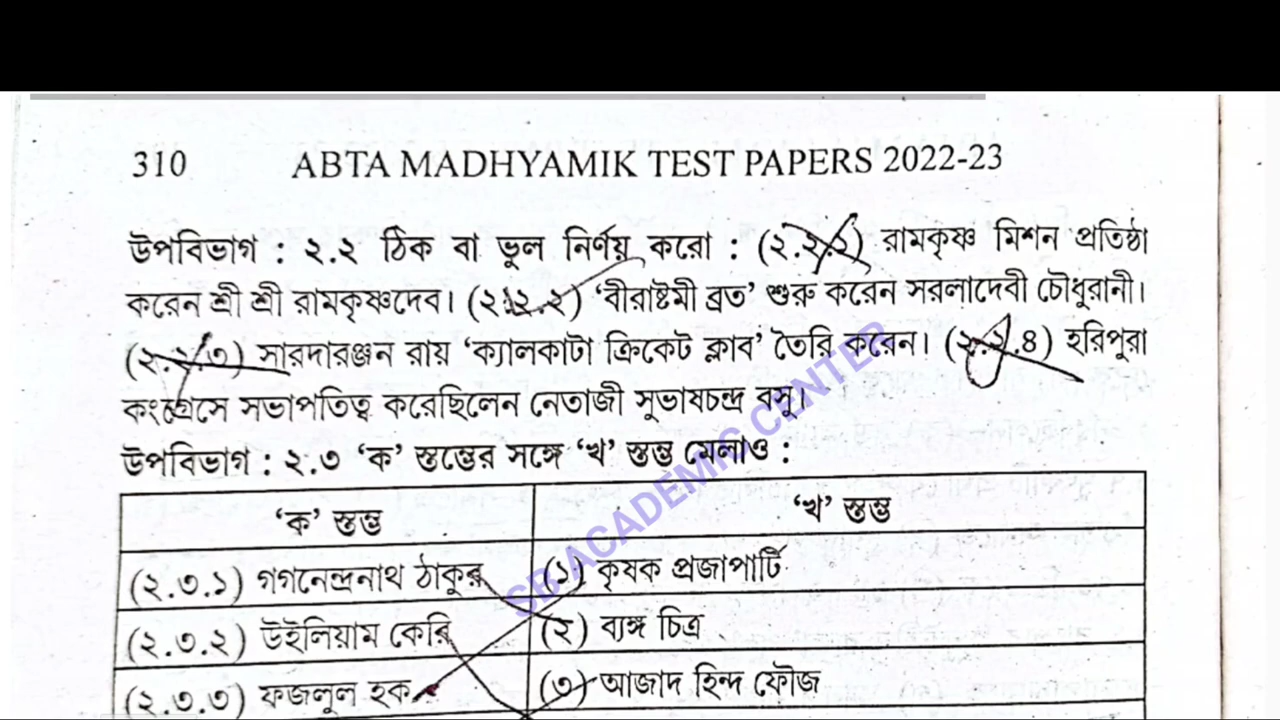 310 ABTA MADHYAMIK TEST PAPERS 2022-23
উপবিভাগ : ২.২ ঠিক বা ভুল নির্ণয় করো : (২.২.১) রামকৃষ্ণ মিশন প্রতিষ্ঠা
করেন শ্রী শ্রী রামকৃষ্ণদেব। (২.২.২) ‘বীরাষ্টমী ব্রত’ শুরু করেন সরলাদেবী চৌধুরানী।
(২.২.৩) সারদারঞ্জন রায় ‘ক্যালকাটা ক্রিকেট ক্লাব’ তৈরি করেন। (২.২.৪) হরিপুরা
কংগ্রেসে সভাপতিত্ব করেছিলেন নেতাজী সুভাষচন্দ্র বসু।
উপবিভাগ : ২.৩ ‘ক’ স্তম্ভের সঙ্গে ‘খ’ স্তম্ভ মেলাও :
‘ক’ স্তম্ভ ‘খ’ স্তম্ভ
(২.৩.১) গগনেন্দ্রনাথ ঠাকুর (১) কৃষক প্রজাপার্টি
(২.৩.২) উইলিয়াম কেরি (২) ব্যঙ্গ চিত্র
(২.৩.৩) ফজলুল হক (৩) আজাদ হিন্দ ফৌজ
SB ACADEMIC CENTER